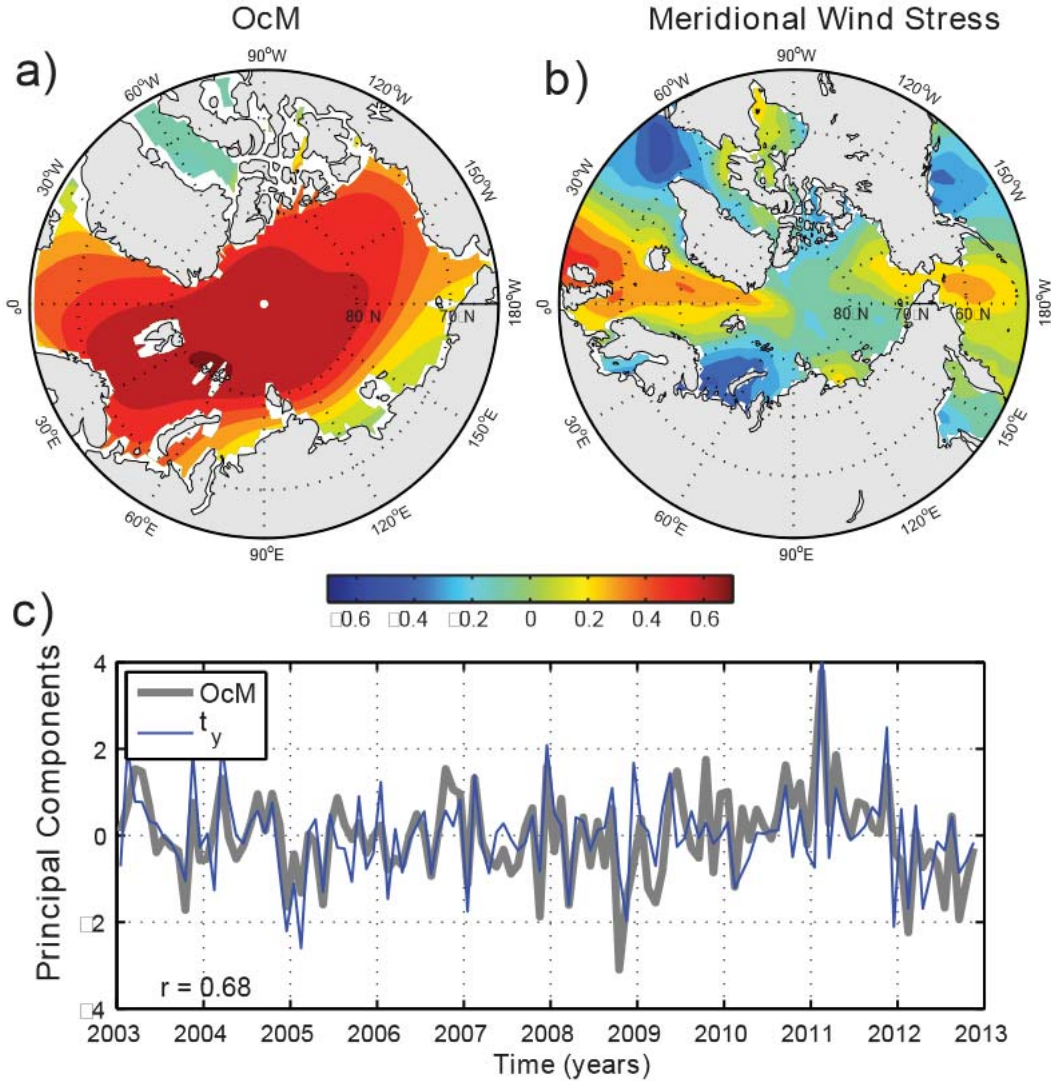 OcM
Meridional Wind Stress
a)
90°W
120°W
150°W
180°W
150°E
120°E
90°E
60°E
30°E
0°
30°W
60°W
80□N
70□N
b)
90°W
120°W
150°W
180°W
150°E
120°E
90°E
60°E
30°E
0°
30°W
60°W
80□N
70□N
60□N
□0.6 □0.4 □0.2 0 0.2 0.4 0.6
c)
Principal Components
4
2
0
□2
□4
OcM
t y
r = 0.68
2003 2004 2005 2006 2007 2008 2009 2010 2011 2012 2013
Time (years)